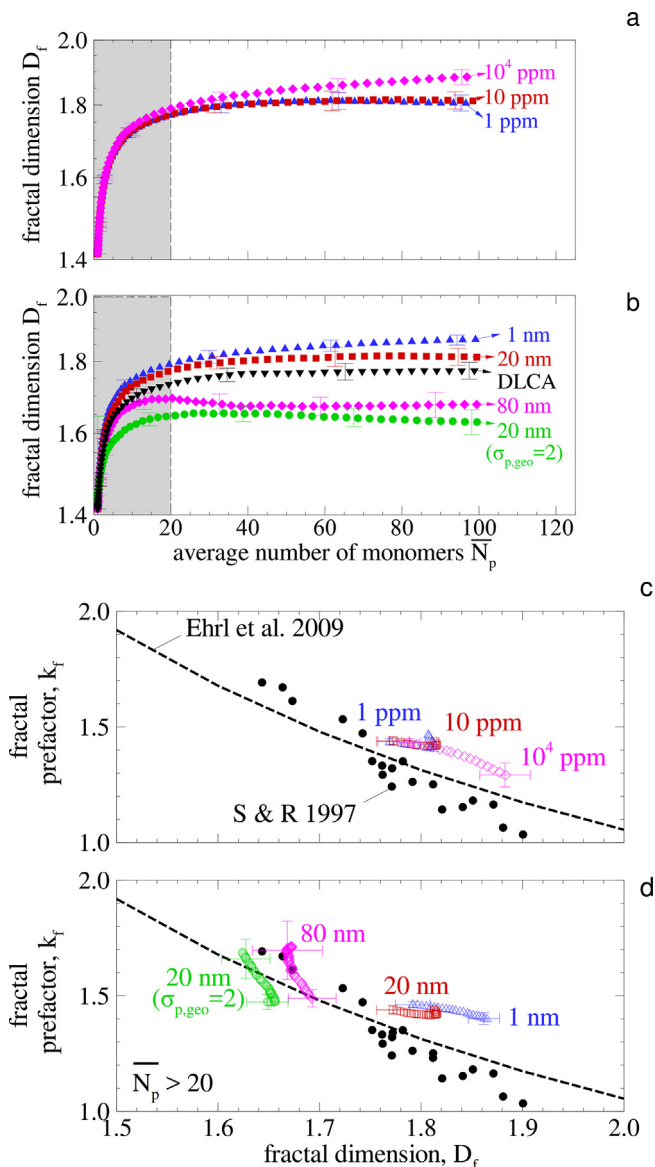 a
2.0
1.8
1.6
1.4
fractal dimension D_f
10⁴ ppm
10 ppm
1 ppm
b
2.0
1.8
1.6
1.4
fractal dimension D_f
1 nm
20 nm
DLCA
80 nm
20 nm
(σ_p,geo=2)
0 20 40 60 80 100 120
average number of monomers N̅_p
c
2.0
1.5
1.0
fractal
prefactor, k_f
Ehrl et al. 2009
1 ppm
10 ppm
10⁴ ppm
S & R 1997
d
2.0
1.5
1.0
fractal
prefactor, k_f
80 nm
20 nm
(σ_p,geo=2)
20 nm
1 nm
N̅_p > 20
1.5 1.6 1.7 1.8 1.9 2.0
fractal dimension, D_f